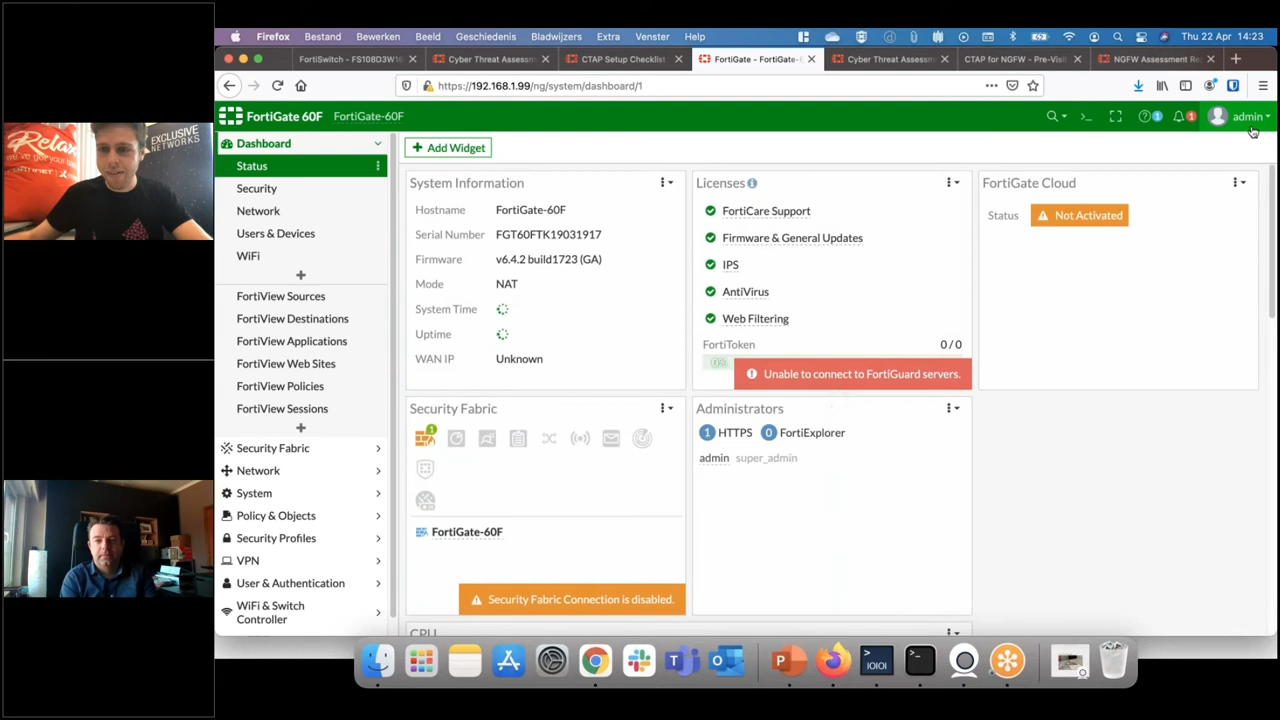 Firefox Bestand Bewerken Beeld Geschiedenis Bladwijzers Extra Venster Help Thu 22 Apr 14:23
FortiSwitch - FS108D3W16 Cyber Threat Assessm CTAP Setup Checklist FortiGate - FortiGate-6 Cyber Threat Assessm CTAP for NGFW - Pre-Visit NGFW Assessment Re
https://192.168.1.99/ng/system/dashboard/1
FortiGate 60F FortiGate-60F 1 1 admin
Relax
EXCLUSIVE
NETWORKS
Dashboard
Status
Security
Network
Users & Devices
WiFi
FortiView Sources
FortiView Destinations
FortiView Applications
FortiView Web Sites
FortiView Policies
FortiView Sessions
Security Fabric
Network
System
Policy & Objects
Security Profiles
VPN
User & Authentication
WiFi & Switch
Controller
Add Widget
System Information
Hostname FortiGate-60F
Serial Number FGT60FTK19031917
Firmware v6.4.2 build1723 (GA)
Mode NAT
System Time
Uptime
WAN IP Unknown
Licenses
FortiCare Support
Firmware & General Updates
IPS
AntiVirus
Web Filtering
FortiToken 0 / 0
0%
Unable to connect to FortiGuard servers.
FortiGate Cloud
Status Not Activated
Security Fabric
1
FortiGate-60F
Security Fabric Connection is disabled.
Administrators
1 HTTPS 0 FortiExplorer
admin super_admin
CPU